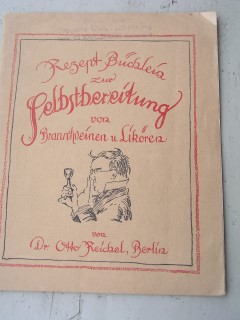 Rezept Büchlein
zur
Selbstbereitung
von
Branntweinen u Likören
von
Dr Otto Reichel, Berlin